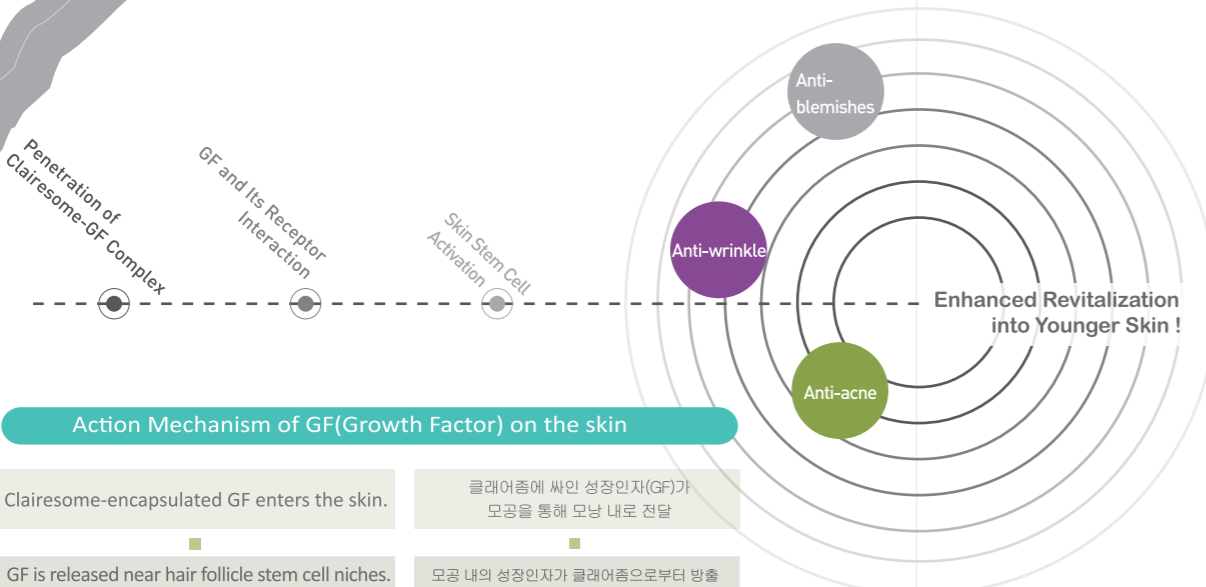 Anti-
blemishes
Penetration of
Clairesome-GF Complex
GF and Its Receptor
Interaction
Skin Stem Cell
Activation
Anti-wrinkle
Enhanced Revitalization
into Younger Skin !
Anti-acne
Action Mechanism of GF(Growth Factor) on the skin
Clairesome-encapsulated GF enters the skin.
클래어좀에 싸인 성장인자(GF)가
모공을 통해 모낭 내로 전달
GF is released near hair follicle stem cell niches.
모공 내의 성장인자가 클래어좀으로부터 방출